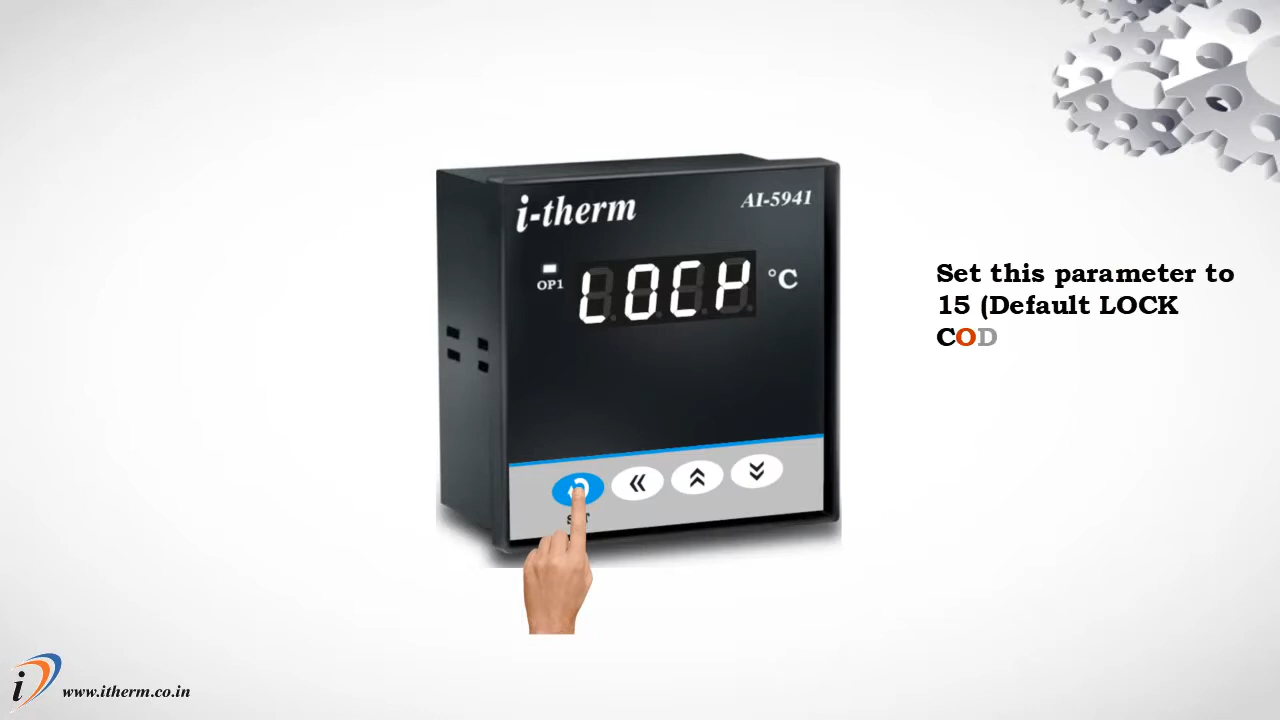 i-therm
AI-5941
OP1
LOCK
°C
Set this parameter to
15 (Default LOCK
COD
www.itherm.co.in